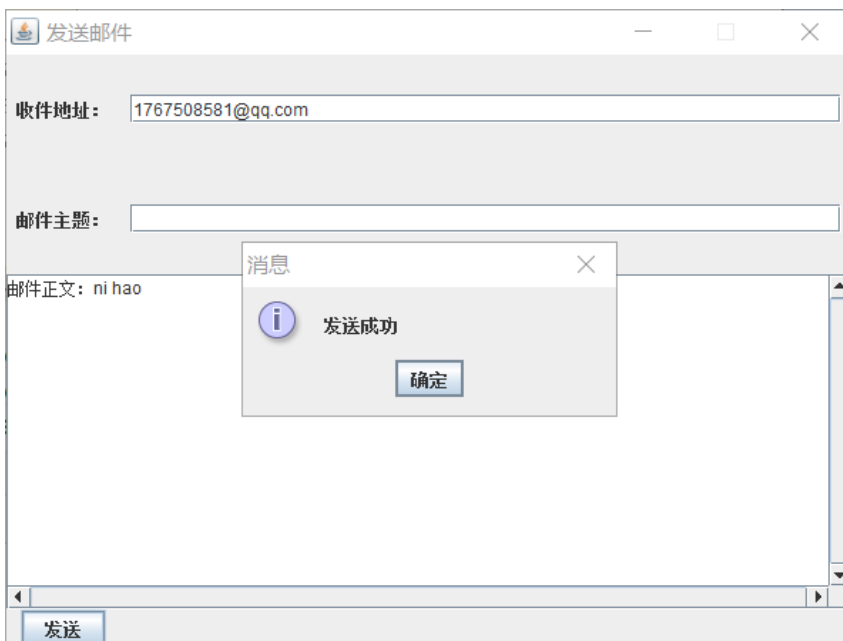 发送邮件
收件地址： 1767508581@qq.com
邮件主题：
邮件正文：ni hao
消息
发送成功
确定
发送